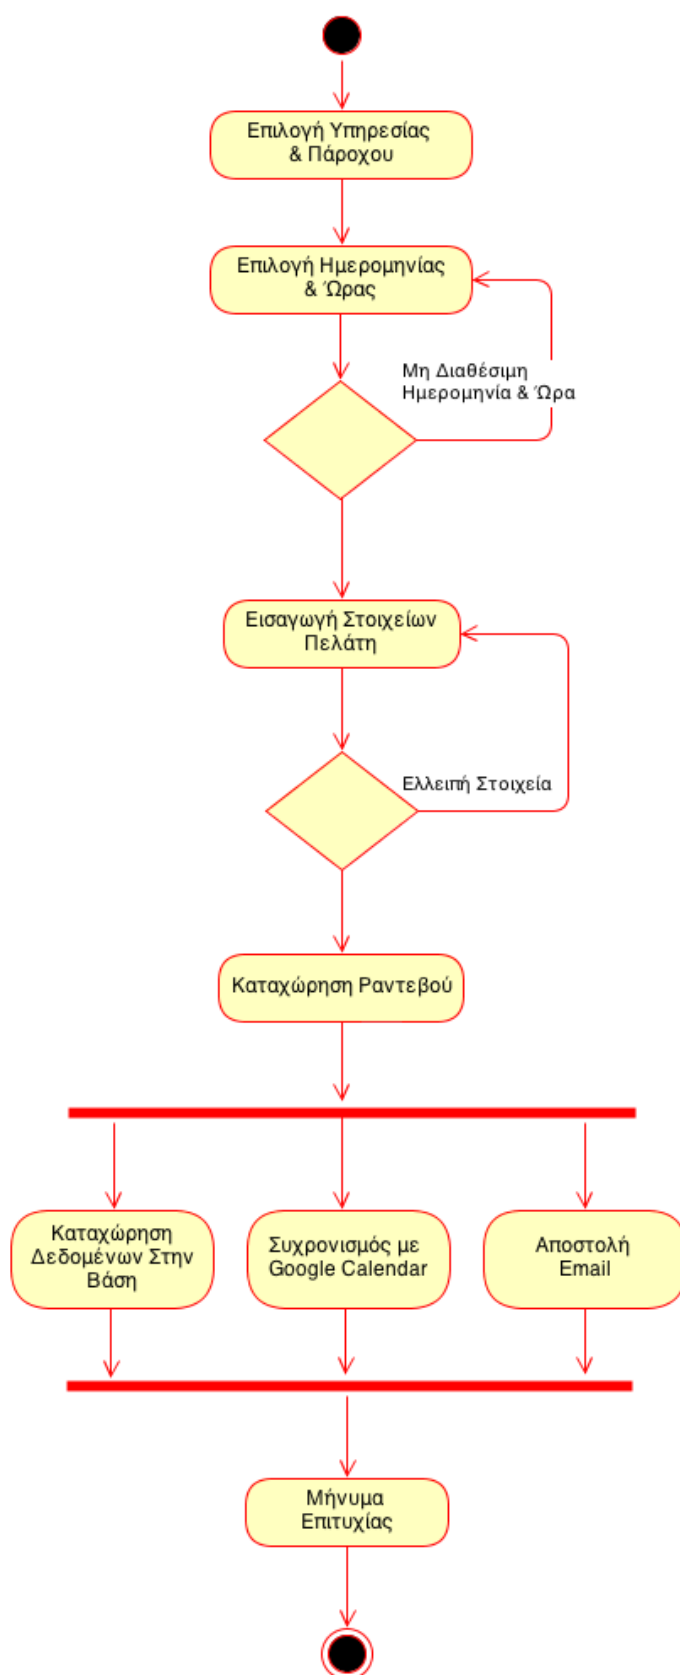 Επιλογή Υπηρεσίας
& Πάροχου
Επιλογή Ημερομηνίας
& Ώρας
Μη Διαθέσιμη
Ημερομηνία & Ώρα
Εισαγωγή Στοιχείων
Πελάτη
Ελλειπή Στοιχεία
Καταχώρηση Ραντεβού
Καταχώρηση
Δεδομένων Στην
Βάση
Συχρονισμός με
Google Calendar
Αποστολή
Email
Μήνυμα
Επιτυχίας